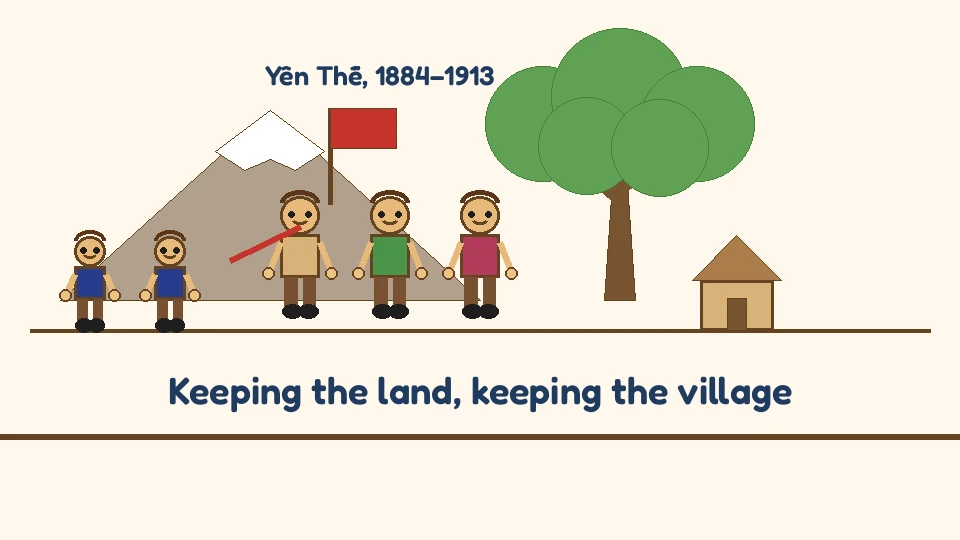 Yên Thế, 1884–1913
Keeping the land, keeping the village